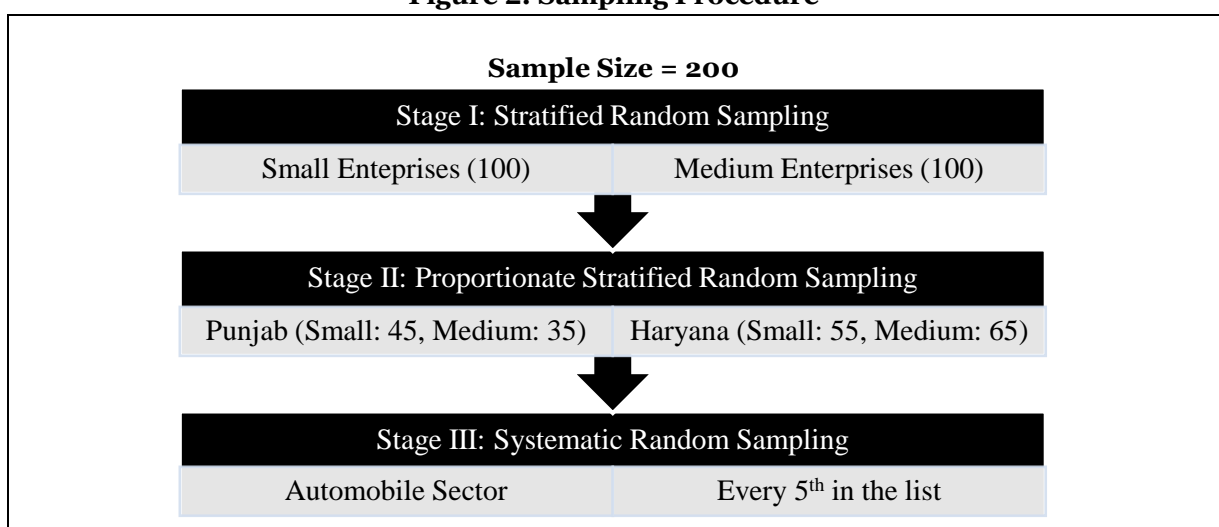 Figure 2: Sampling Procedure
Sample Size = 200
Stage I: Stratified Random Sampling
Small Enteprises (100) Medium Enterprises (100)
Stage II: Proportionate Stratified Random Sampling
Punjab (Small: 45, Medium: 35) Haryana (Small: 55, Medium: 65)
Stage III: Systematic Random Sampling
Automobile Sector Every 5th in the list